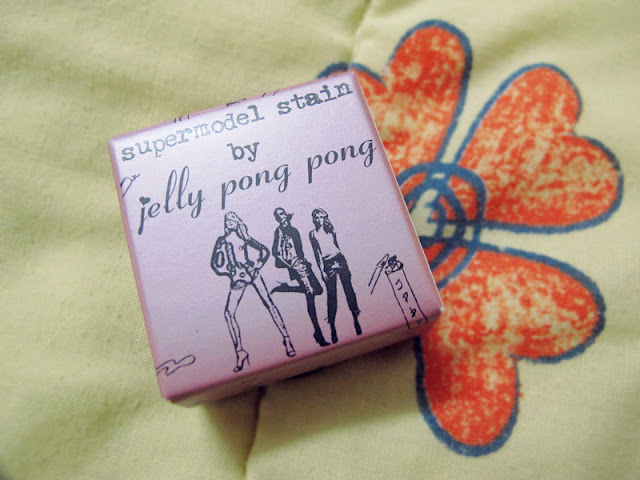 supermodel stain
by
jelly pong pong